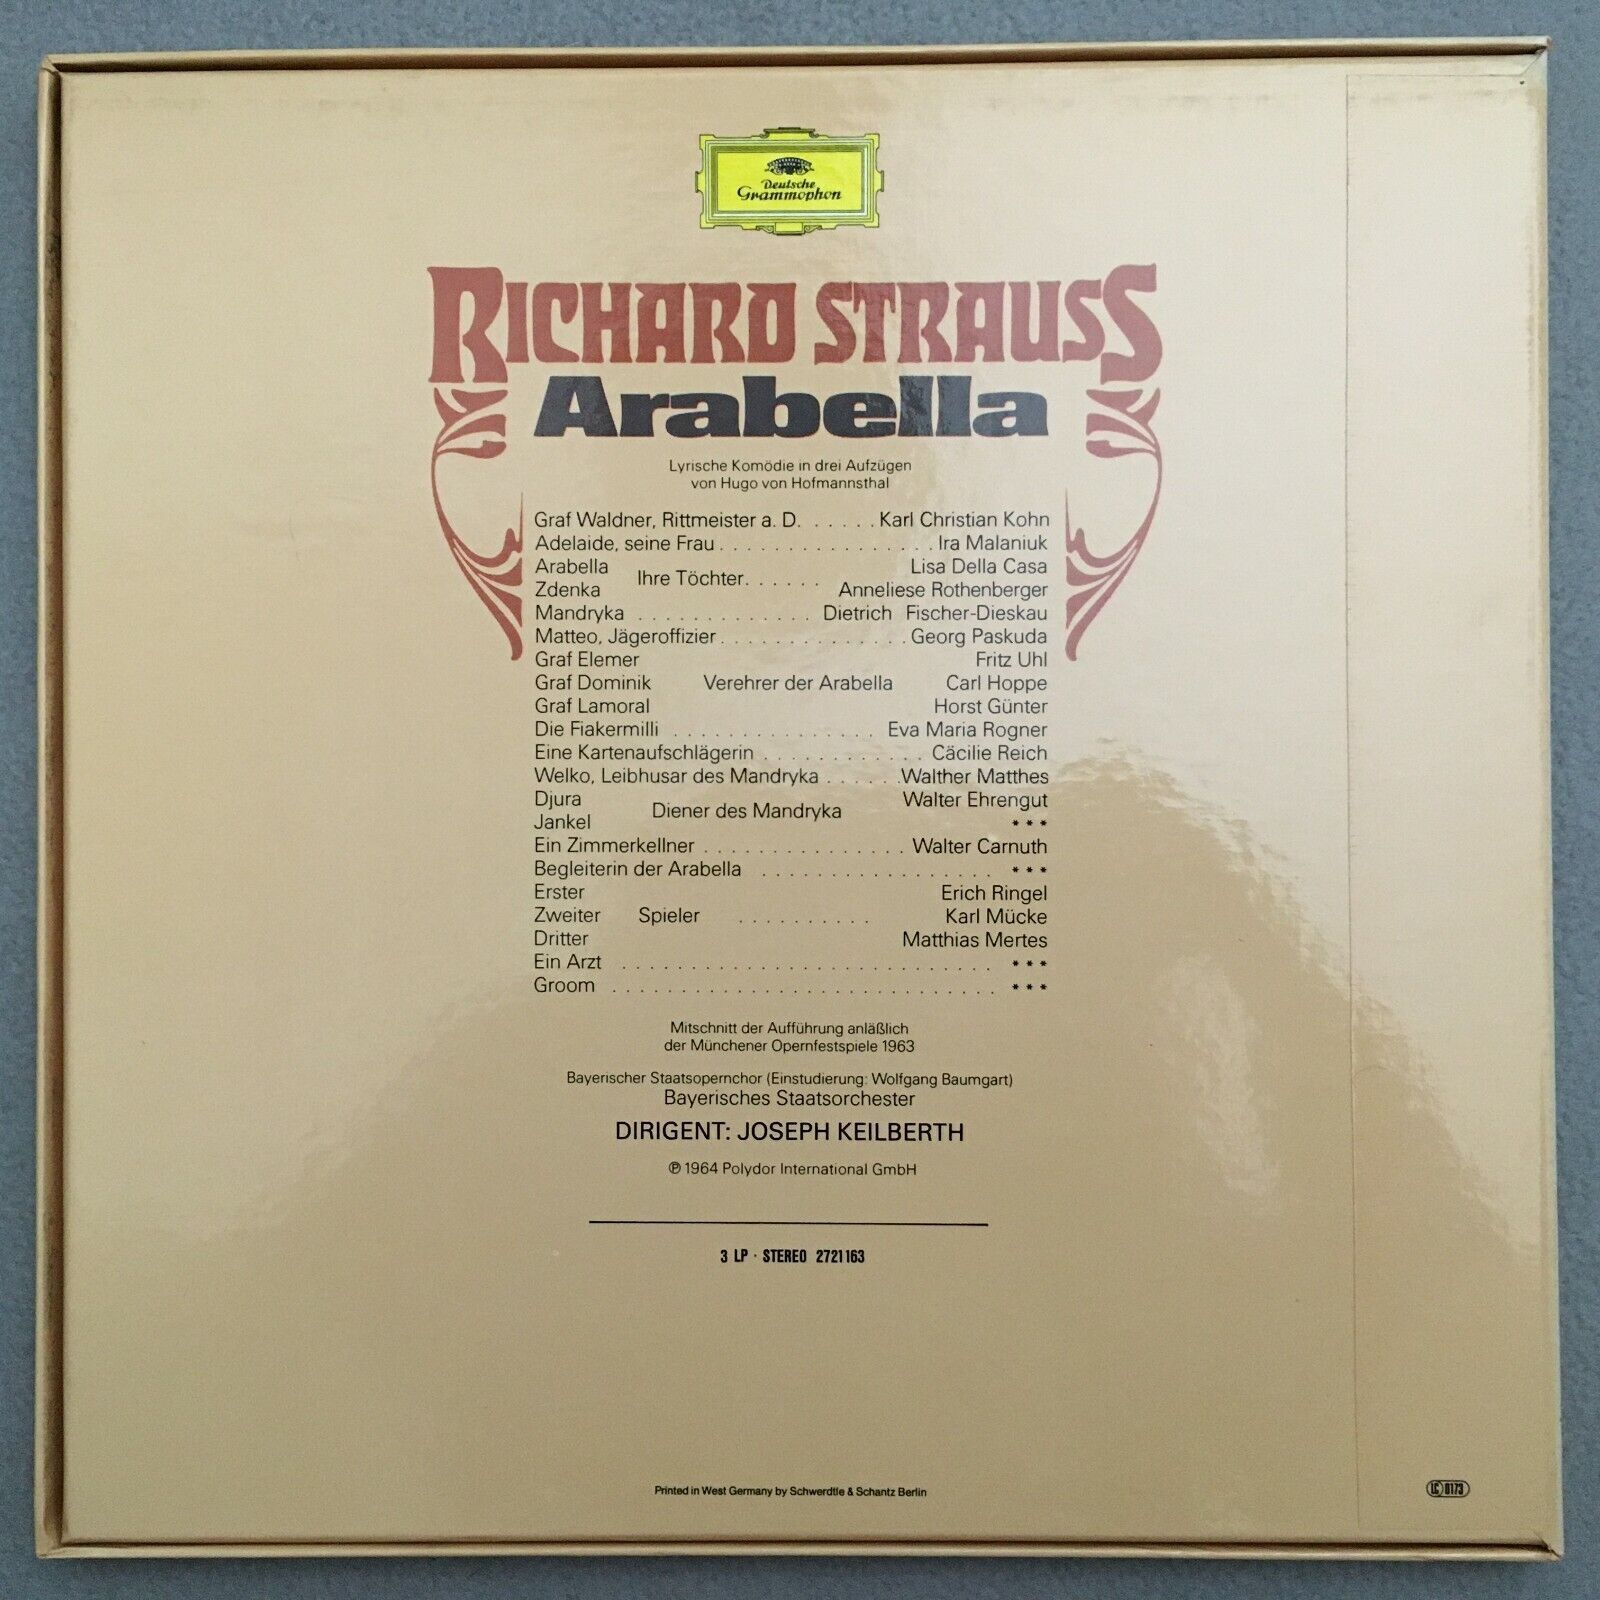 Deutsche
Grammophon
RICHARD STRAUSS
Arabella
Lyrische Komödie in drei Aufzügen
von Hugo von Hofmannsthal
Graf Waldner, Rittmeister a. D. . . . . . Karl Christian Kohn
Adelaide, seine Frau . . . . . . . . . . . . . . . . Ira Malaniuk
Arabella Lisa Della Casa
Ihre Töchter. . . . . .
Zdenka Anneliese Rothenberger
Mandryka . . . . . . . . . . . . . Dietrich Fischer-Dieskau
Matteo, Jägeroffizier . . . . . . . . . . . . . . Georg Paskuda
Graf Elemer Fritz Uhl
Graf Dominik Verehrer der Arabella Carl Hoppe
Graf Lamoral Horst Günter
Die Fiakermilli . . . . . . . . . . . . . . . Eva Maria Rogner
Eine Kartenaufschlägerin . . . . . . . . . . . . Cäcilie Reich
Welko, Leibhusar des Mandryka . . . . . . Walther Matthes
Djura Walter Ehrengut
Diener des Mandryka
Jankel * * *
Ein Zimmerkellner . . . . . . . . . . . . . . . Walter Carnuth
Begleiterin der Arabella . . . . . . . . . . . . . . . . . * * *
Erster Erich Ringel
Zweiter Spieler . . . . . . . . . . Karl Mücke
Dritter Matthias Mertes
Ein Arzt . . . . . . . . . . . . . . . . . . . . . . . . . . . * * *
Groom . . . . . . . . . . . . . . . . . . . . . . . . . . . . * * *
Mitschnitt der Aufführung anläßlich
der Münchener Opernfestspiele 1963
Bayerischer Staatsopernchor (Einstudierung: Wolfgang Baumgart)
Bayerisches Staatsorchester
DIRIGENT: JOSEPH KEILBERTH
℗ 1964 Polydor International GmbH
3 LP · STEREO 2721163
Printed in West Germany by Schwerdtle & Schantz Berlin
LC 0173